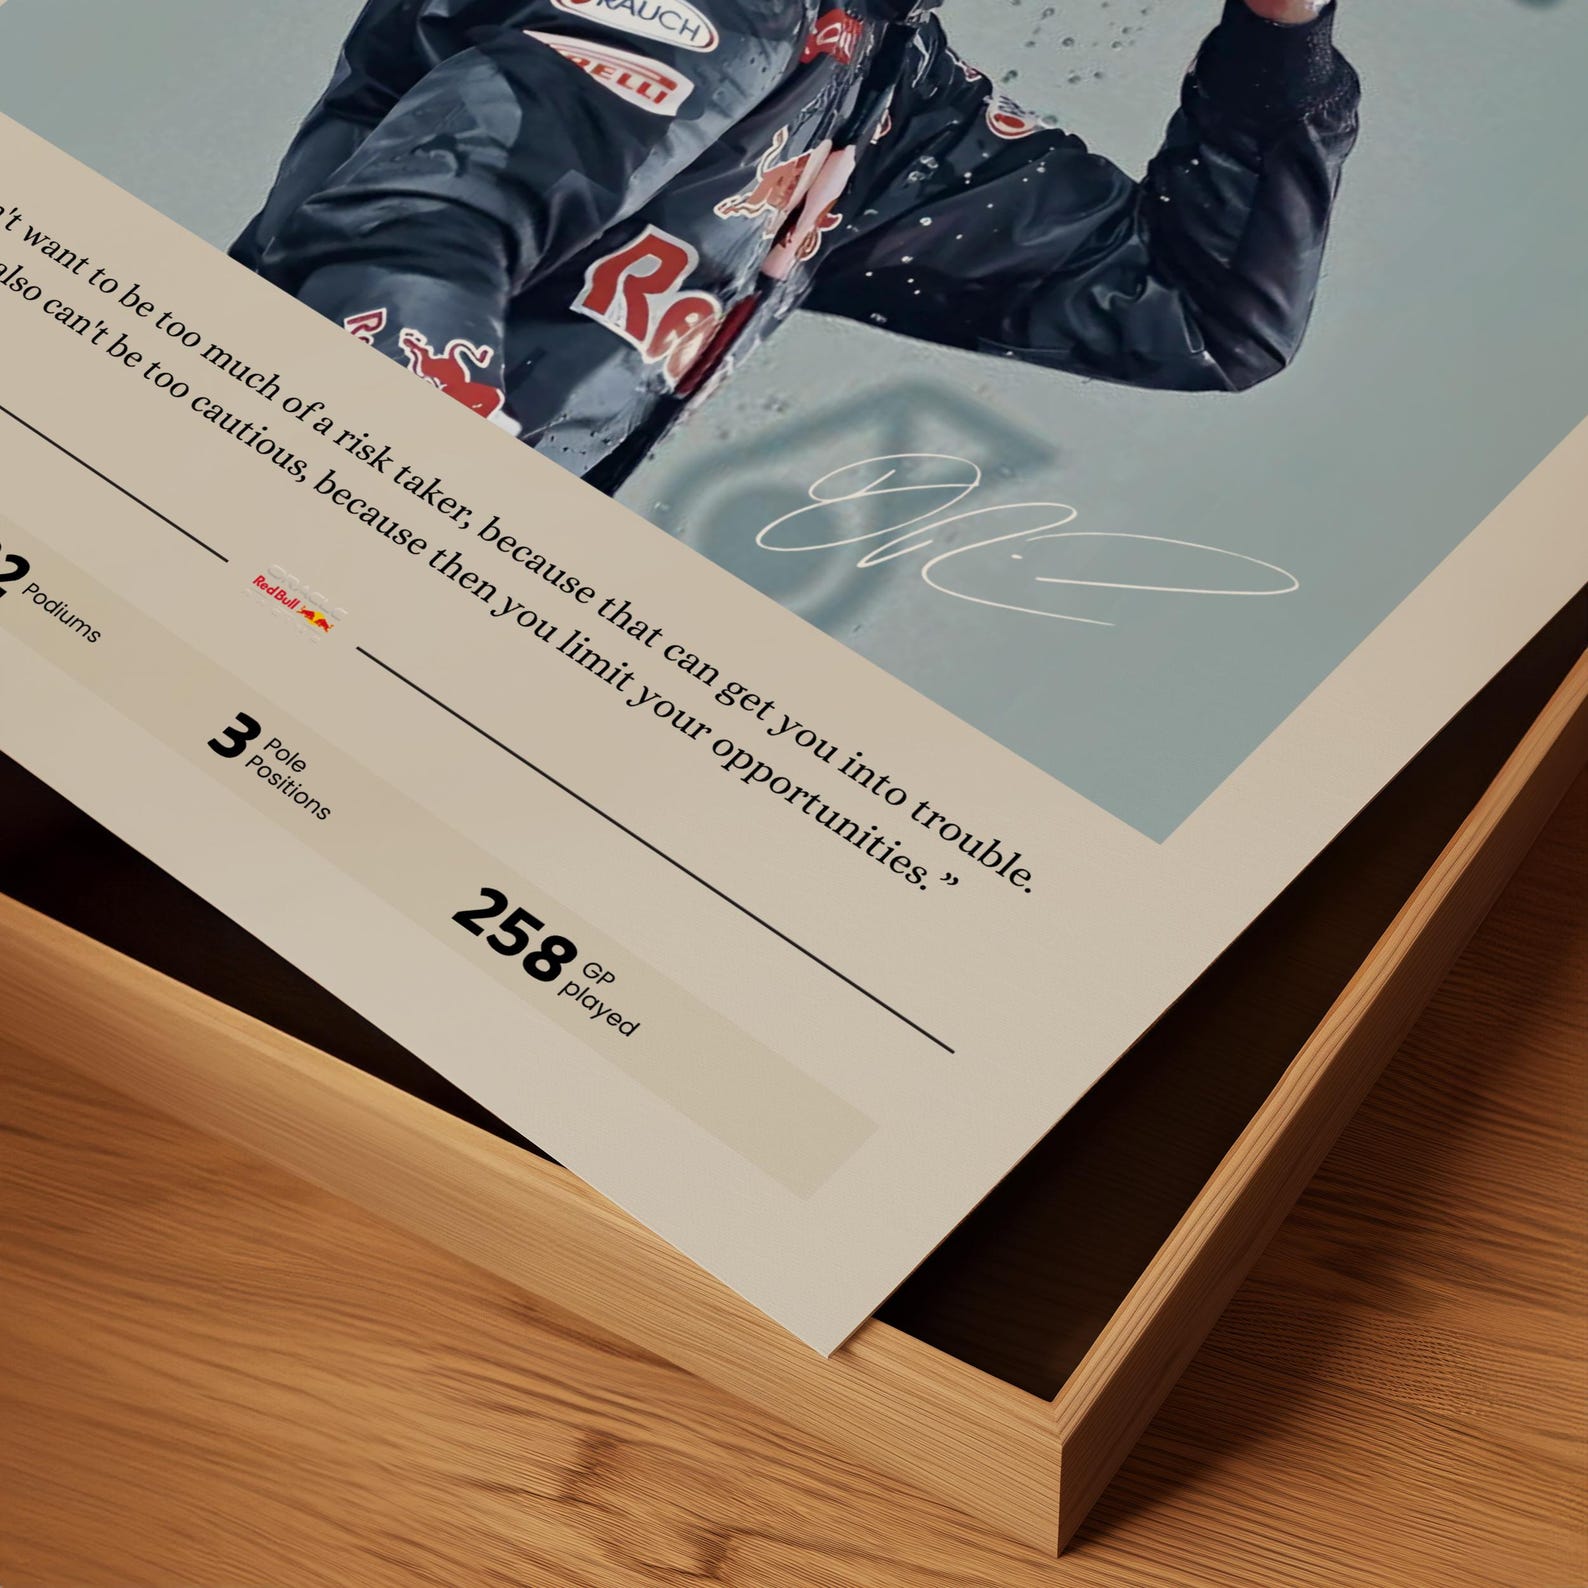 RAUCH
PIRELLI
Re
n't want to be too much of a risk taker, because that can get you into trouble.
also can't be too cautious, because then you limit your opportunities. ”
ORACLE
Red Bull
2 Podiums
3 Pole
Positions
258 GP
played